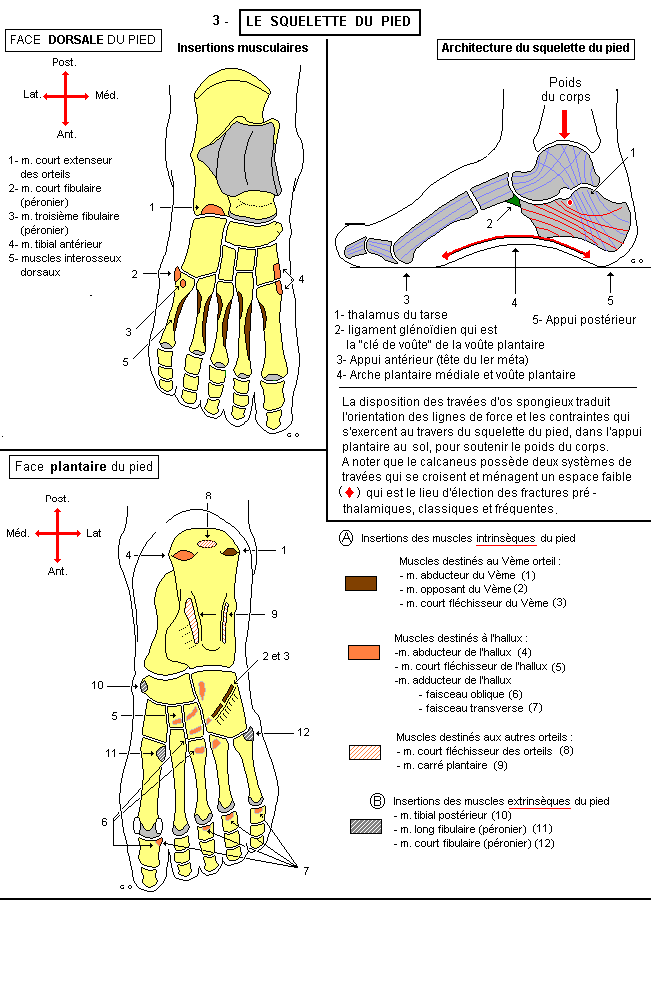 3 - LE SQUELETTE DU PIED
FACE DORSALE DU PIED
Insertions musculaires
Post.
Lat.
Méd.
Ant.
1- m. court extenseur
des orteils
2- m. court fibulaire
(péronier)
3- m. troisième fibulaire
(péronier)
4- m. tibial antérieur
5- muscles interosseux
dorsaux
1
2
3
5
4
G O
Architecture du squelette du pied
Poids
du corps
1
2
3
4
5
G O
1- thalamus du tarse
2- ligament glénoïdien qui est
la "clé de voûte" de la voûte plantaire
3- Appui antérieur (tête du Ier méta)
4- Arche plantaire médiale et voûte plantaire
5- Appui postérieur
La disposition des travées d'os spongieux traduit
l'orientation des lignes de force et les contraintes qui
s'exercent au travers du squelette du pied, dans l'appui
plantaire au sol, pour soutenir le poids du corps.
A noter que le calcaneus possède deux systèmes de
travées qui se croisent et ménagent un espace faible
(♦) qui est le lieu d'élection des fractures pré -
thalamiques, classiques et fréquentes.
Face plantaire du pied
Post.
Méd.
Lat
Ant.
8
4
1
9
2 et 3
10
5
11
12
6
7
G O
A Insertions des muscles intrinsèques du pied
Muscles destinés au Vème orteil :
- m. abducteur du Vème (1)
- m. opposant du Vème (2)
- m. court fléchisseur du Vème (3)
Muscles destinés à l'hallux :
-m. abducteur de l'hallux (4)
- m. court fléchisseur de l'hallux (5)
-m. adducteur de l'hallux
- faisceau oblique (6)
- faisceau transverse (7)
Muscles destinés aux autres orteils :
- m. court fléchisseur des orteils (8)
- m. carré plantaire (9)
B Insertions des muscles extrinsèques du pied
- m. tibial postérieur (10)
- m. long fibulaire (péronier) (11)
- m. court fibulaire (péronier) (12)